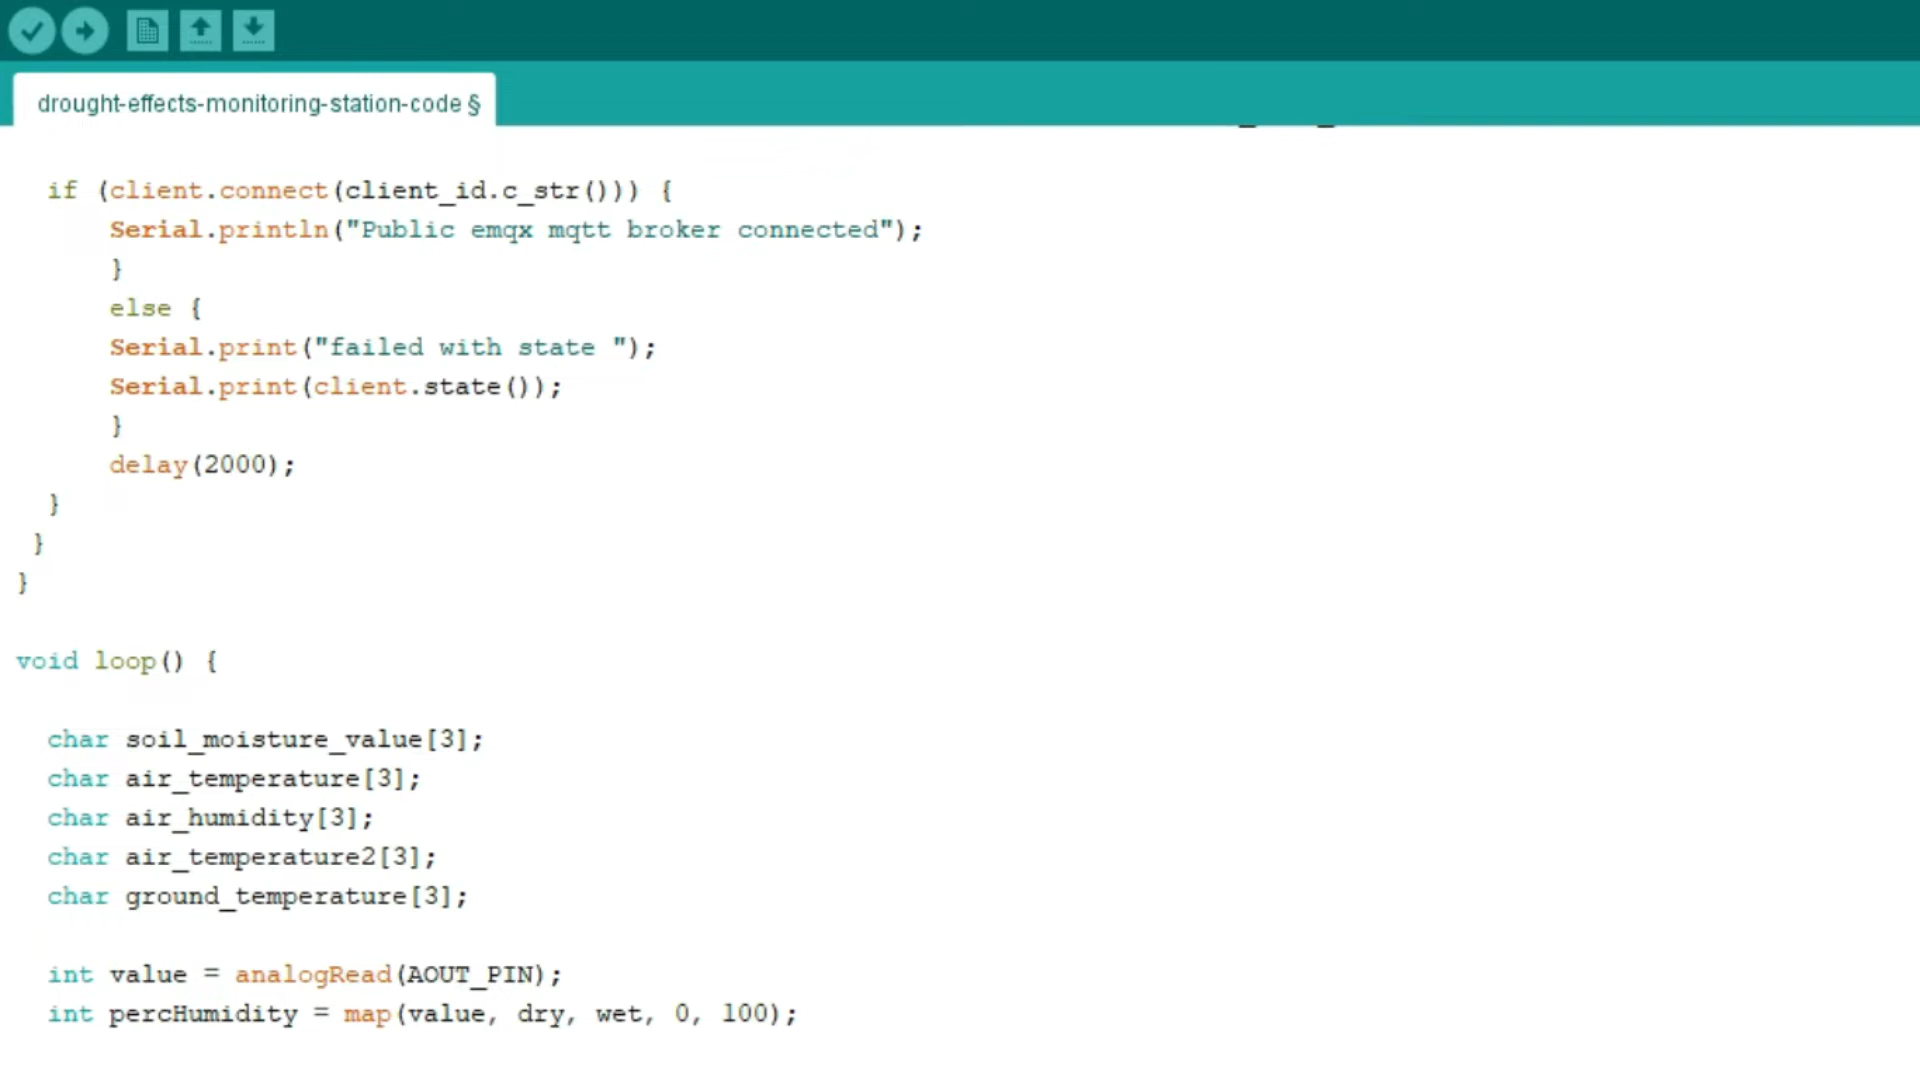 drought-effects-monitoring-station-code §
if (client.connect(client_id.c_str())) {
Serial.println("Public emqx mqtt broker connected");
}
else {
Serial.print("failed with state ");
Serial.print(client.state());
}
delay(2000);
}
}
}
void loop() {
char soil_moisture_value[3];
char air_temperature[3];
char air_humidity[3];
char air_temperature2[3];
char ground_temperature[3];
int value = analogRead(AOUT_PIN);
int percHumidity = map(value, dry, wet, 0, 100);